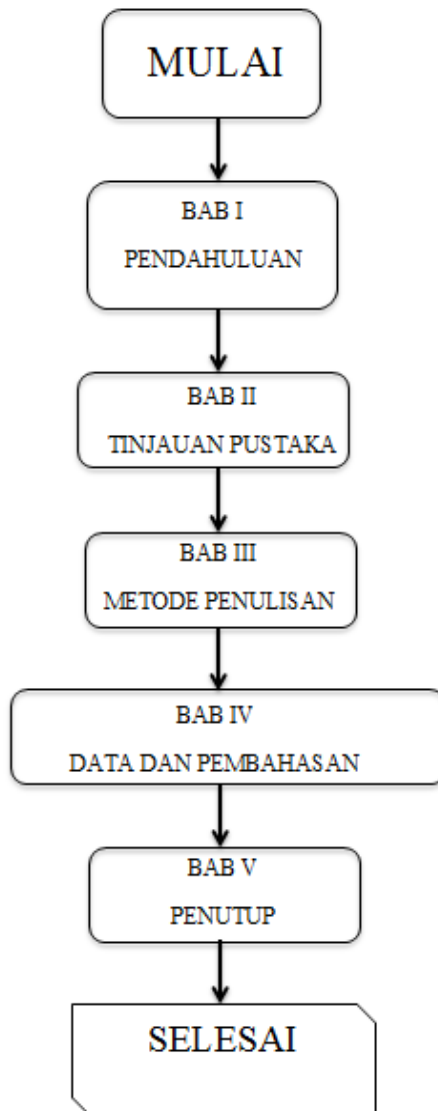 MULAI
BAB I
PENDAHULUAN
BAB II
TINJAUAN PUSTAKA
BAB III
METODE PENULISAN
BAB IV
DATA DAN PEMBAHASAN
BAB V
PENUTUP
SELESAI